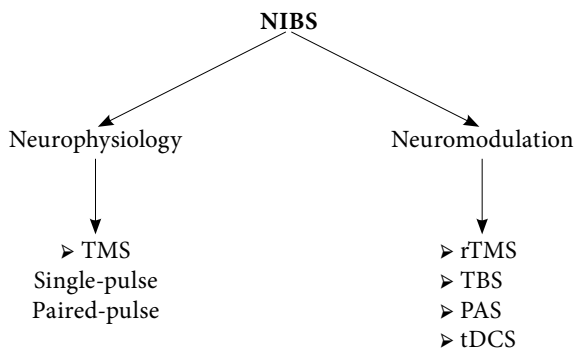 NIBS
Neurophysiology
Neuromodulation
➢ TMS
Single-pulse
Paired-pulse
➢ rTMS
➢ TBS
➢ PAS
➢ tDCS